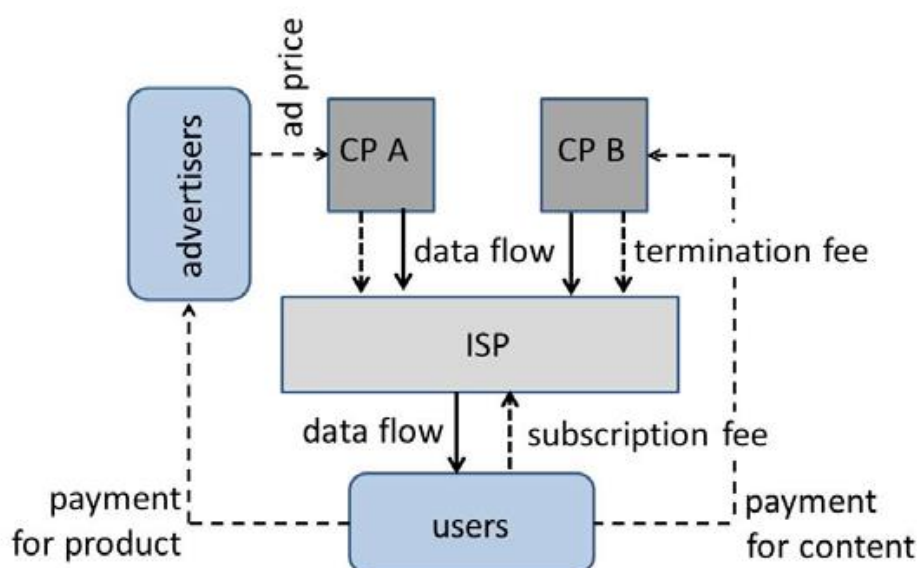 ad price
advertisers
CP A
CP B
data flow
termination fee
ISP
data flow
subscription fee
payment
for product
users
payment
for content